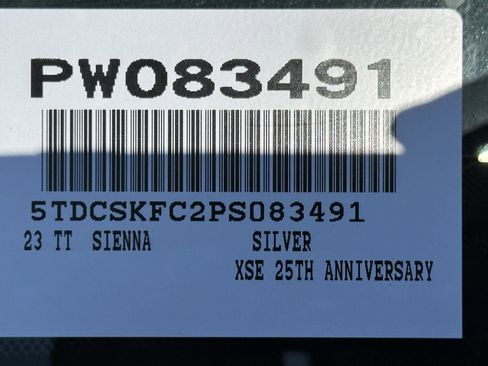 PW083491
5TDCSKFC2PS083491
23 TT SIENNA SILVER
XSE 25TH ANNIVERSARY